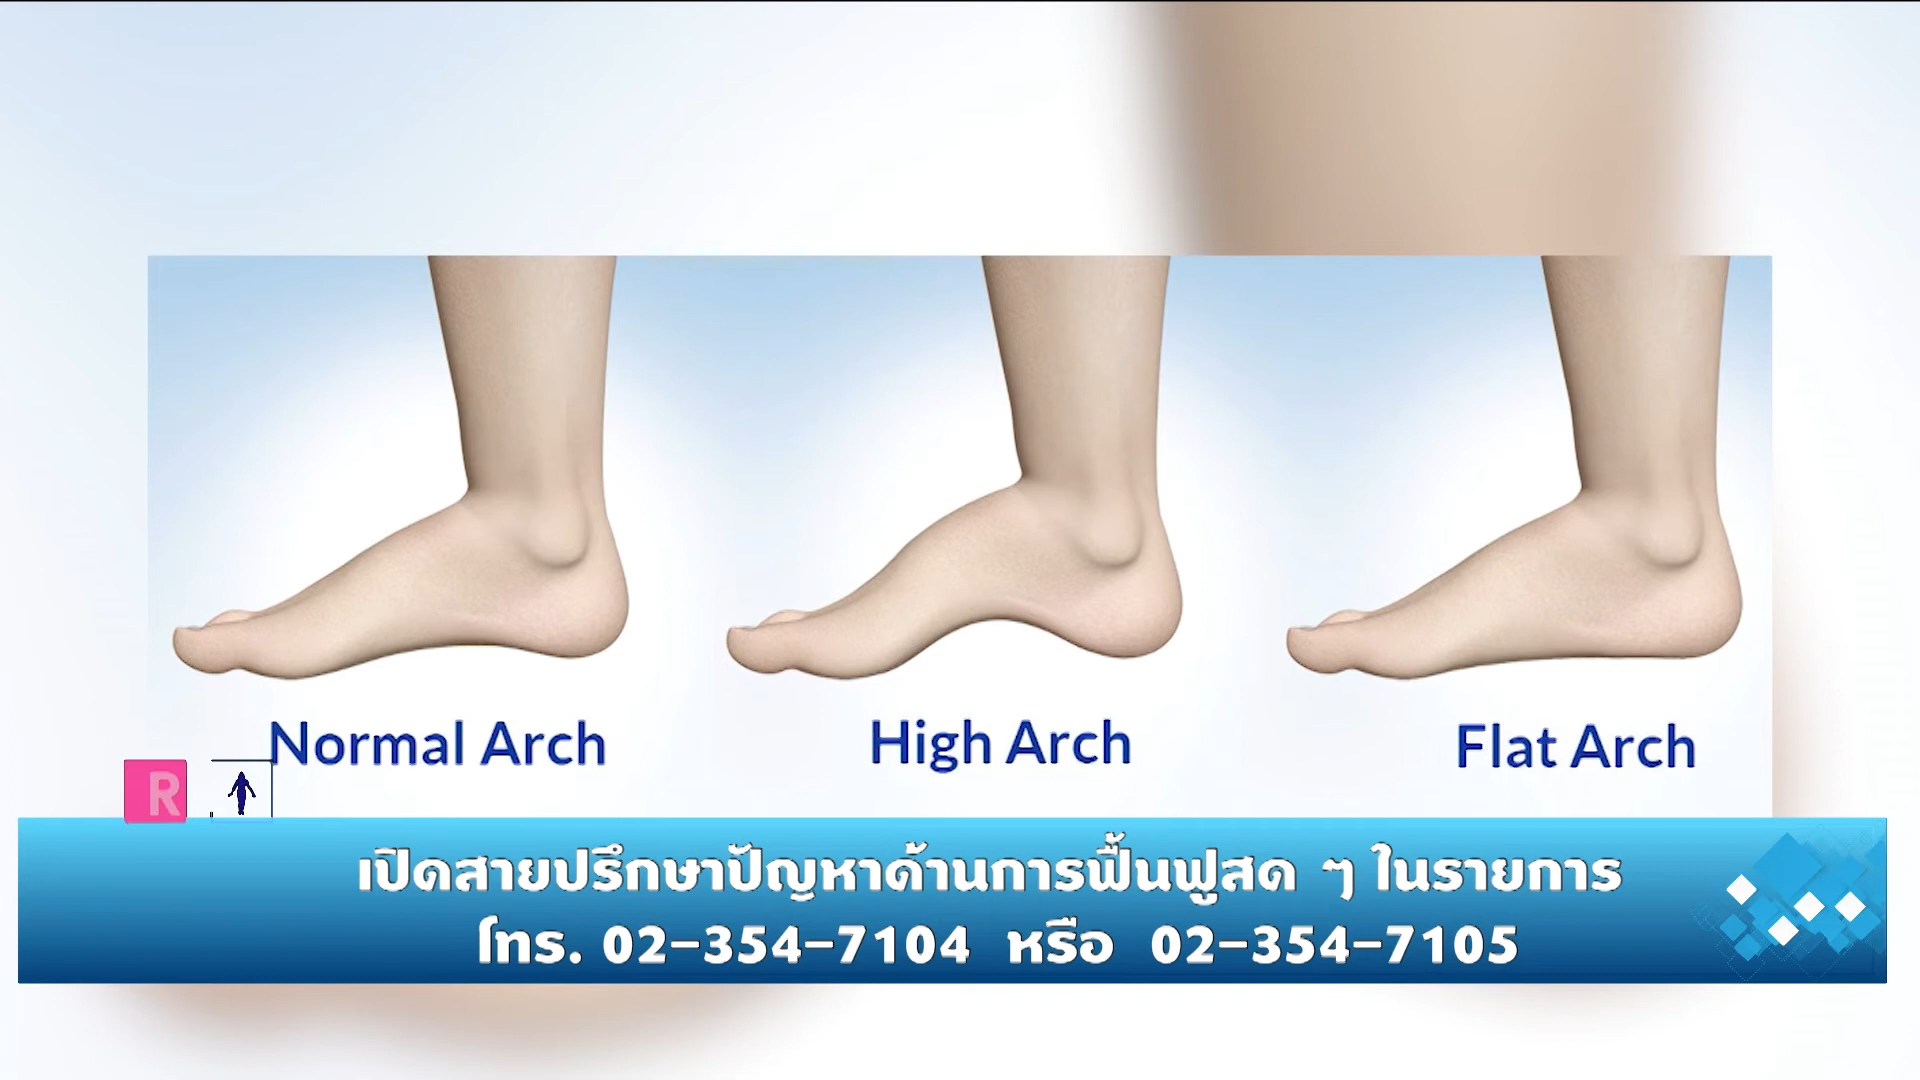 Normal Arch
High Arch
Flat Arch
R
เปิดสายปรึกษาปัญหาด้านการฟื้นฟูสด ๆ ในรายการ
โทร. 02-354-7104 หรือ 02-354-7105